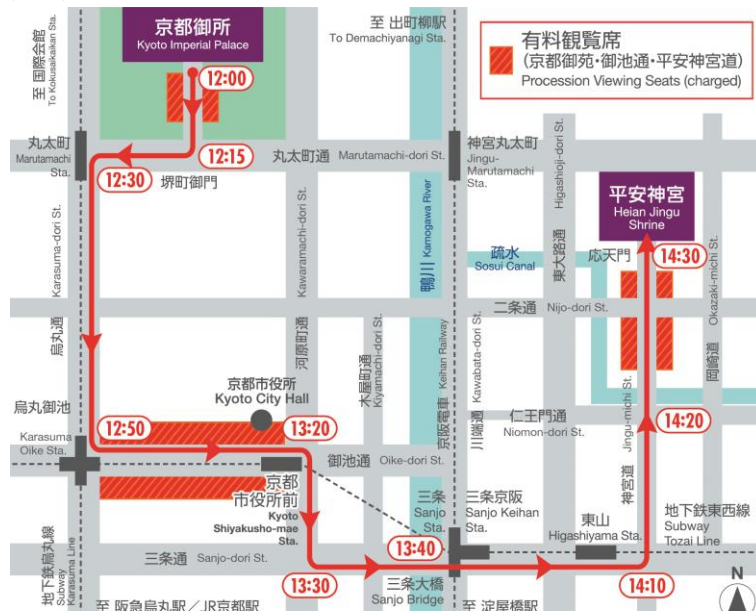 京都御所
Kyoto Imperial Palace
至 国際会館
To Kokusaikaikan Sta.
至 出町柳駅
To Demachiyanagi Sta.
有料観覧席
(京都御苑・御池通・平安神宮道)
Procession Viewing Seats (charged)
12:00
12:15
12:30
丸太町
Marutamachi
Sta.
堺町御門
丸太町通 Marutamachi-dori St.
神宮丸太町
Jingu-
Marutamachi
Sta.
Higashioji-dori St.
東大路通
平安神宮
Heian Jingu
Shrine
応天門
14:30
烏丸通
Karasuma-dori St.
河原町通
Kawaramachi-dori St.
鴨川 Kamogawa River
疏水
Sosui Canal
二条通 Nijo-dori St.
岡崎道
Okazaki-michi St.
木屋町通
Kiyamachi-dori St.
京阪電車 Keihan Railway
川端通
Kawabata-dori St.
京都市役所
Kyoto City Hall
烏丸御池
Karasuma
Oike Sta.
12:50
13:20
仁王門通
Niomon-dori St.
神宮道
Jingu-michi St.
14:20
御池通 Oike-dori St.
京都
市役所前
Kyoto
Shiyakusho-mae
Sta.
三条
Sanjo
Sta.
三条京阪
Sanjo Keihan
Sta.
東山
Higashiyama Sta.
地下鉄東西線
Subway
Tozai Line
地下鉄烏丸線
Subway
Karasuma Line
三条通 Sanjo-dori St.
13:30
13:40
三条大橋
Sanjo Bridge
14:10
至 阪急烏丸駅/JR京都駅
至 淀屋橋駅
N